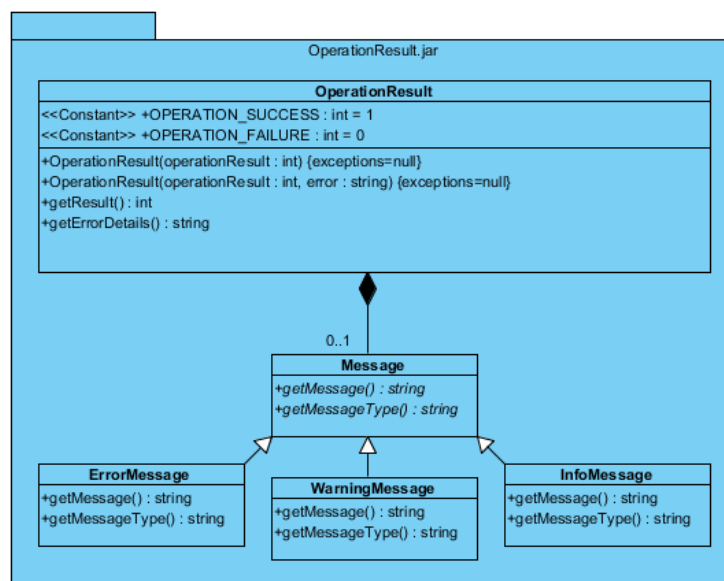 OperationResult.jar
OperationResult
<<Constant>> +OPERATION_SUCCESS : int = 1
<<Constant>> +OPERATION_FAILURE : int = 0
+OperationResult(operationResult : int) {exceptions=null}
+OperationResult(operationResult : int, error : string) {exceptions=null}
+getResult() : int
+getErrorDetails() : string
0..1
Message
+getMessage() : string
+getMessageType() : string
ErrorMessage
+getMessage() : string
+getMessageType() : string
WarningMessage
+getMessage() : string
+getMessageType() : string
InfoMessage
+getMessage() : string
+getMessageType() : string